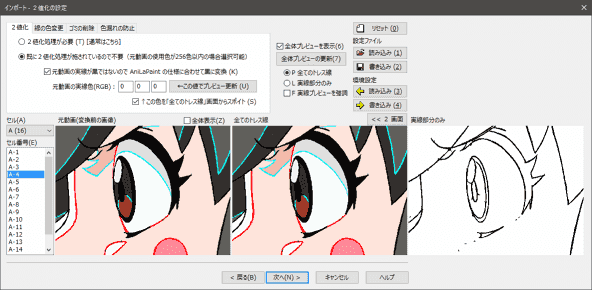 インポート - 2 値化の設定
2 値化 線の色変更 ゴミの削除 色漏れの防止
2 値化処理が必要 (T) [通常はこちら]
既に2 値化処理が施されているので不要（元動画の使用色が256色以内の場合選択可能）
元動画の実線が黒ではないので AniLaPaint の仕様に合わせて黒に変換 (K)
元動画の実線色(RGB)： 0 0 0 ←この値でプレビュー更新 (U)
↑この色を「全てのトレス線」画面からスポイト (S)
全体プレビューを表示(6)
全体プレビューの更新(7)
P 全てのトレス線
L 実線部分のみ
F 実線プレビューを強調
リセット (0)
設定ファイル
読み込み (1)
書き込み (2)
環境設定
読み込み (3)
書き込み (4)
<< 2 画面
セル(A) 元動画(変換前の画像) 全体表示(Z) 全てのトレス線 実線部分のみ
A (16)
セル番号(E)
A-1
A-2
A-3
A-4
A-5
A-6
A-7
A-8
A-9
A-10
A-11
A-12
A-13
A-14
< 戻る(B) 次へ(N) > キャンセル ヘルプ